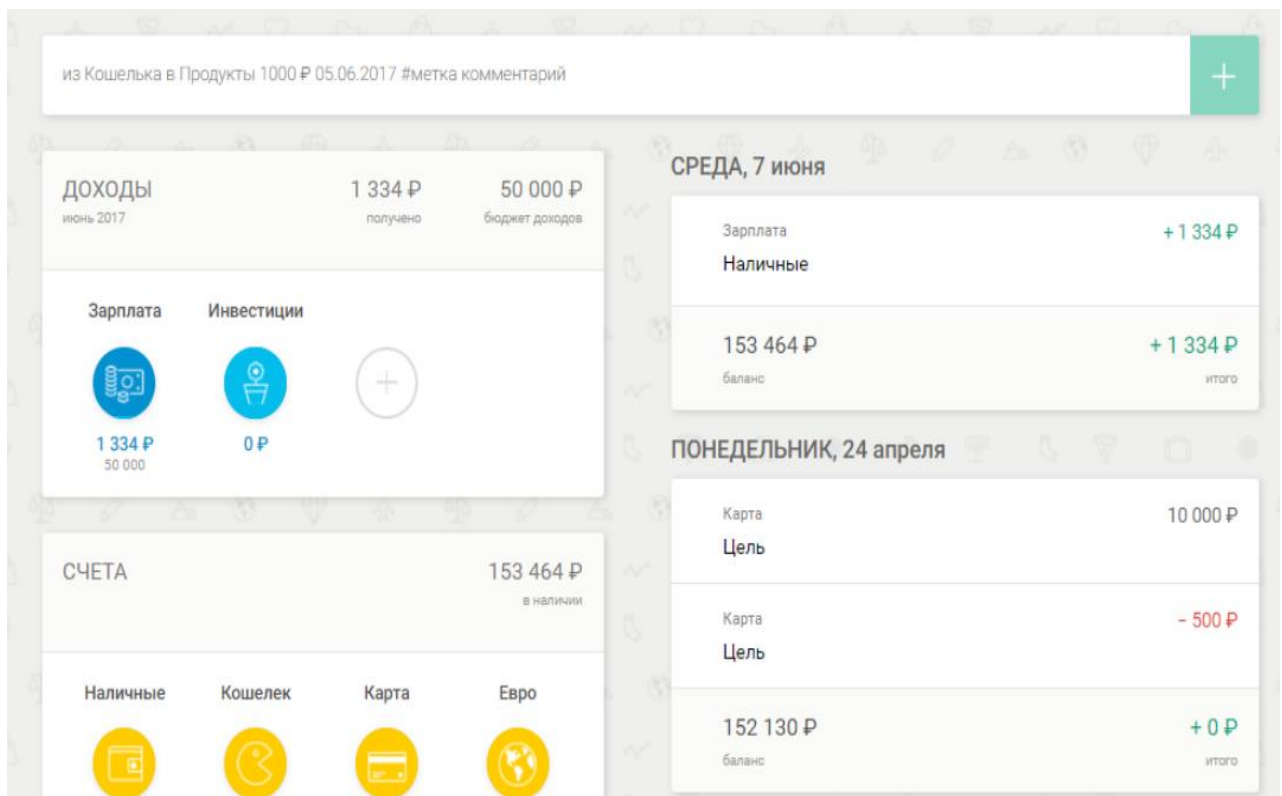 из Кошелька в Продукты 1000 ₽ 05.06.2017 #метка комментарий
ДОХОДЫ 1 334 ₽ 50 000 ₽
июнь 2017 получено бюджет доходов
Зарплата Инвестиции
1 334 ₽ 0 ₽
50 000
СЧЕТА 153 464 ₽
в наличии
Наличные Кошелек Карта Евро
СРЕДА, 7 июня
Зарплата + 1 334 ₽
Наличные
153 464 ₽ + 1 334 ₽
баланс итого
ПОНЕДЕЛЬНИК, 24 апреля
Карта 10 000 ₽
Цель
Карта – 500 ₽
Цель
152 130 ₽ + 0 ₽
баланс итого